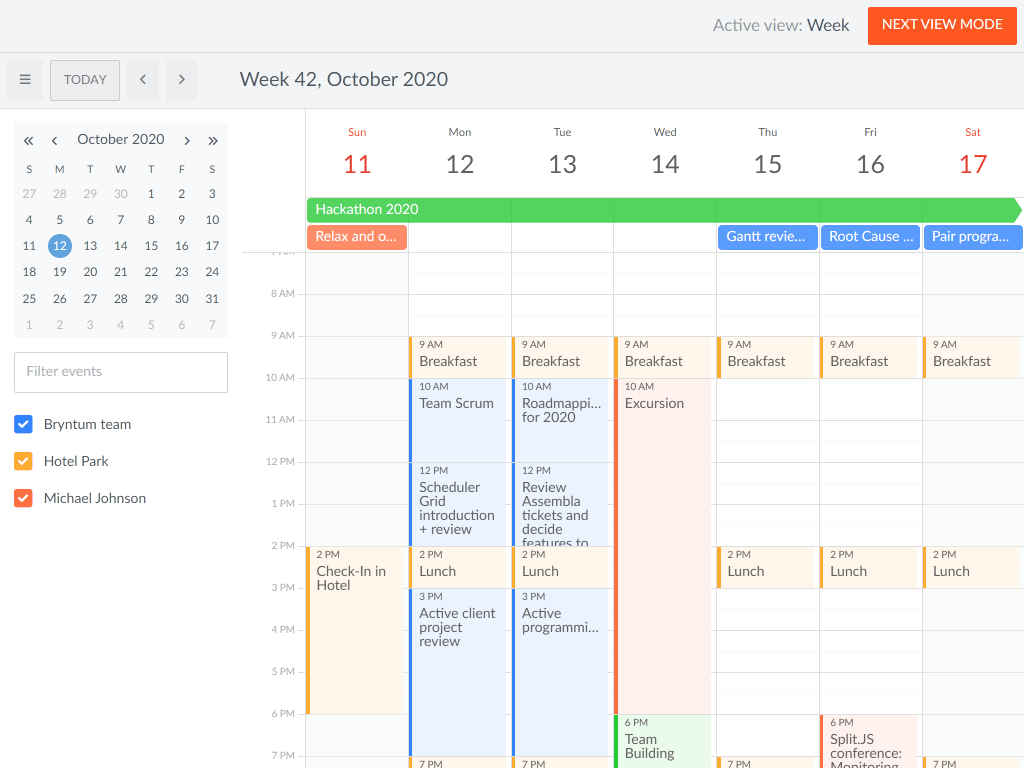 Active view: Week
NEXT VIEW MODE
TODAY
Week 42, October 2020
October 2020
S M T W T F S
27 28 29 30 1 2 3
4 5 6 7 8 9 10
11 12 13 14 15 16 17
18 19 20 21 22 23 24
25 26 27 28 29 30 31
1 2 3 4 5 6 7
Filter events
Bryntum team
Hotel Park
Michael Johnson
Sun Mon Tue Wed Thu Fri Sat
11 12 13 14 15 16 17
Hackathon 2020
Relax and o...
Gantt revie...
Root Cause ...
Pair progra...
8 AM
9 AM
10 AM
11 AM
12 PM
1 PM
2 PM
3 PM
4 PM
5 PM
6 PM
7 PM
2 PM
Check-In in
Hotel
9 AM
Breakfast
10 AM
Team Scrum
12 PM
Scheduler
Grid
introduction
+ review
2 PM
Lunch
3 PM
Active client
project
review
7 PM
9 AM
Breakfast
10 AM
Roadmappi...
for 2020
12 PM
Review
Assembla
tickets and
decide
features to
2 PM
Lunch
3 PM
Active
programmi...
7 PM
9 AM
Breakfast
10 AM
Excursion
6 PM
Team
Building
9 AM
Breakfast
2 PM
Lunch
7 PM
9 AM
Breakfast
2 PM
Lunch
6 PM
Split.JS
conference:
Monitoring
9 AM
Breakfast
2 PM
Lunch
7 PM